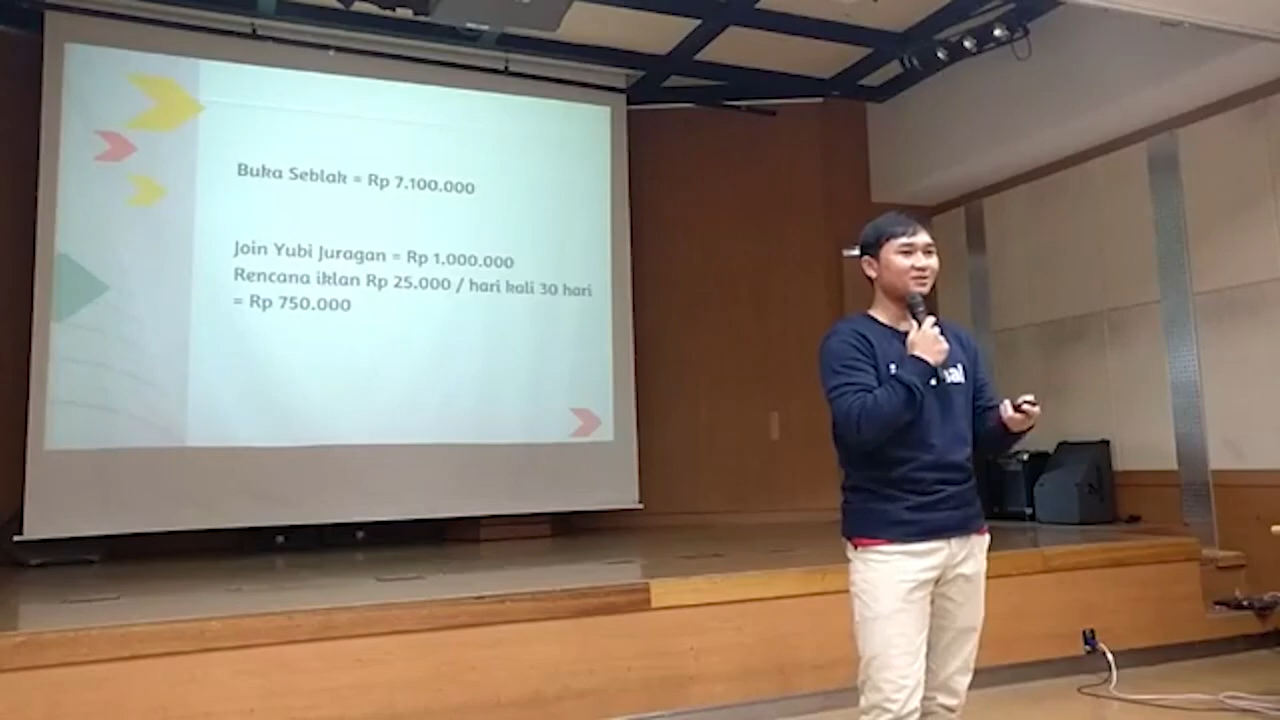 Buka Seblak = Rp 7.100.000
Join Yubi Juragan = Rp 1,000.000
Rencana iklan Rp 25.000 / hari kali 30 hari
= Rp 750.000